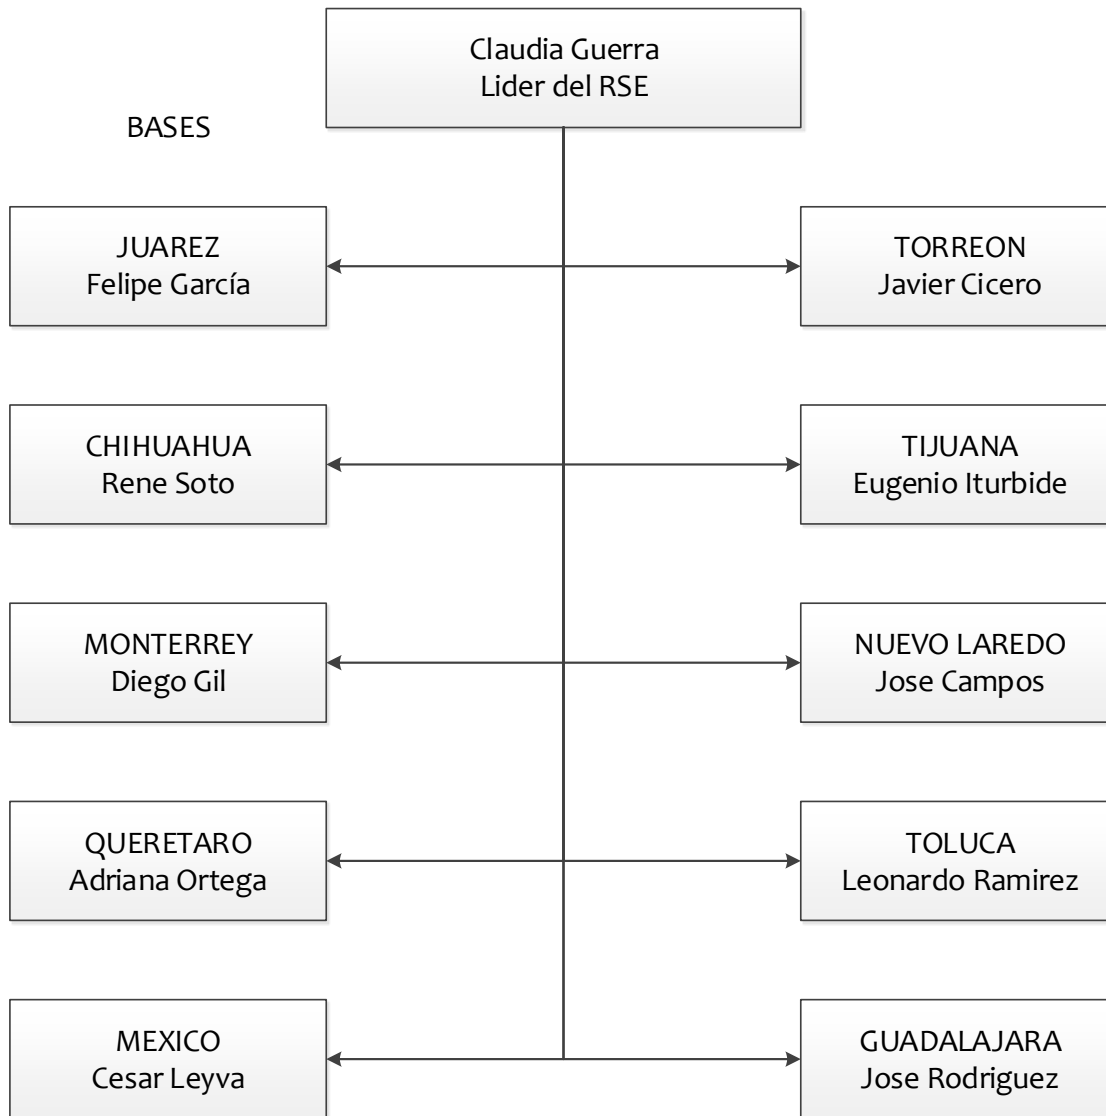 Claudia Guerra
Lider del RSE
BASES
JUAREZ
Felipe García
TORREON
Javier Cicero
CHIHUAHUA
Rene Soto
TIJUANA
Eugenio Iturbide
MONTERREY
Diego Gil
NUEVO LAREDO
Jose Campos
QUERETARO
Adriana Ortega
TOLUCA
Leonardo Ramirez
MEXICO
Cesar Leyva
GUADALAJARA
Jose Rodriguez